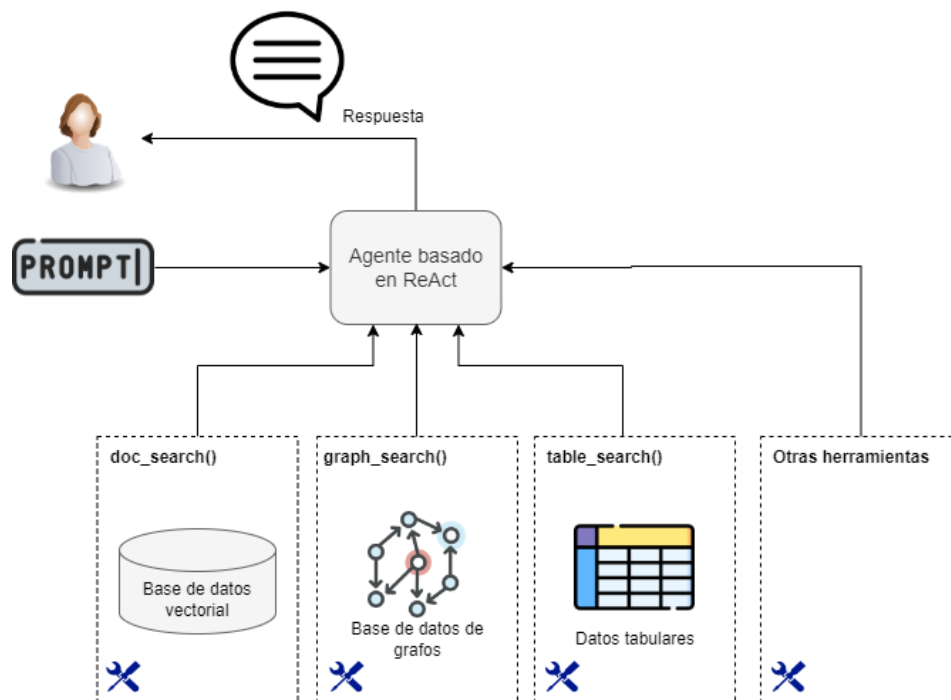 Respuesta
PROMPT
Agente basado
en ReAct
doc_search()
graph_search()
table_search()
Otras herramientas
Base de datos
vectorial
Base de datos de
grafos
Datos tabulares